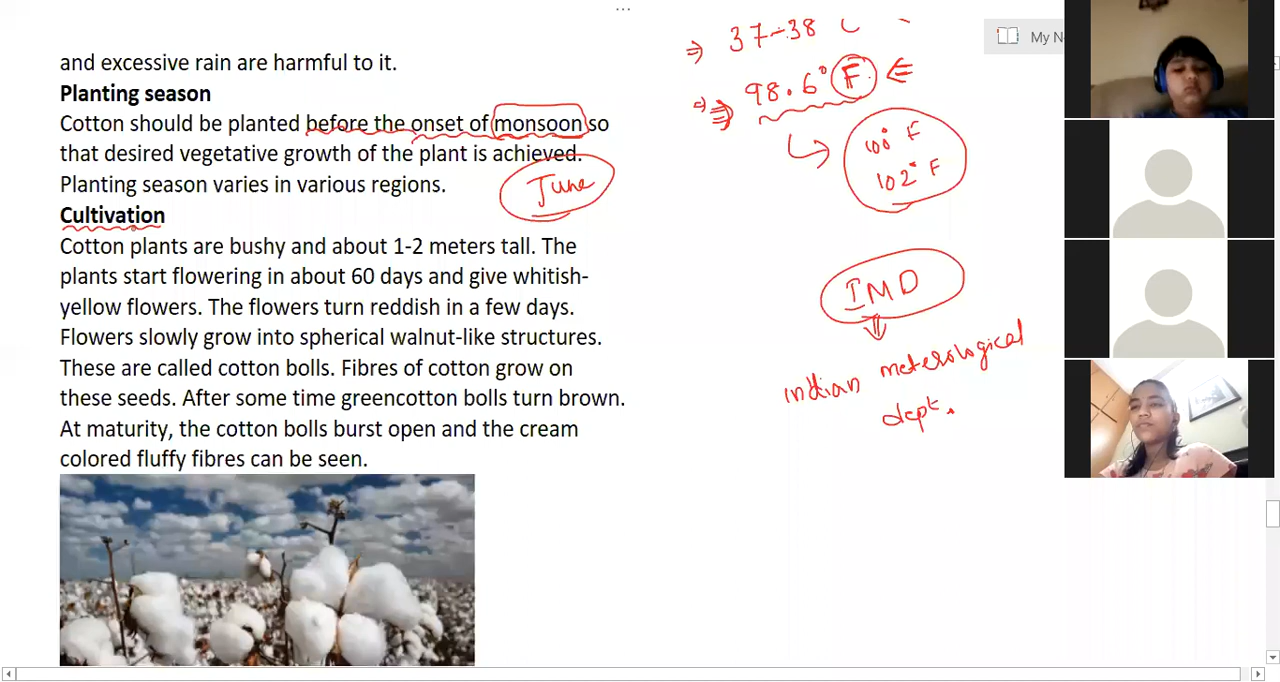 and excessive rain are harmful to it.
Planting season
Cotton should be planted before the onset of monsoon so
that desired vegetative growth of the plant is achieved.
Planting season varies in various regions.
June
Cultivation
Cotton plants are bushy and about 1-2 meters tall. The
plants start flowering in about 60 days and give whitish-
yellow flowers. The flowers turn reddish in a few days.
Flowers slowly grow into spherical walnut-like structures.
These are called cotton bolls. Fibres of cotton grow on
these seeds. After some time greencotton bolls turn brown.
At maturity, the cotton bolls burst open and the cream
colored fluffy fibres can be seen.
⇒ 37-38 C
⇒ 98.6° F ⇐
100° F
102° F
IMD
indian meterological
dept.
My